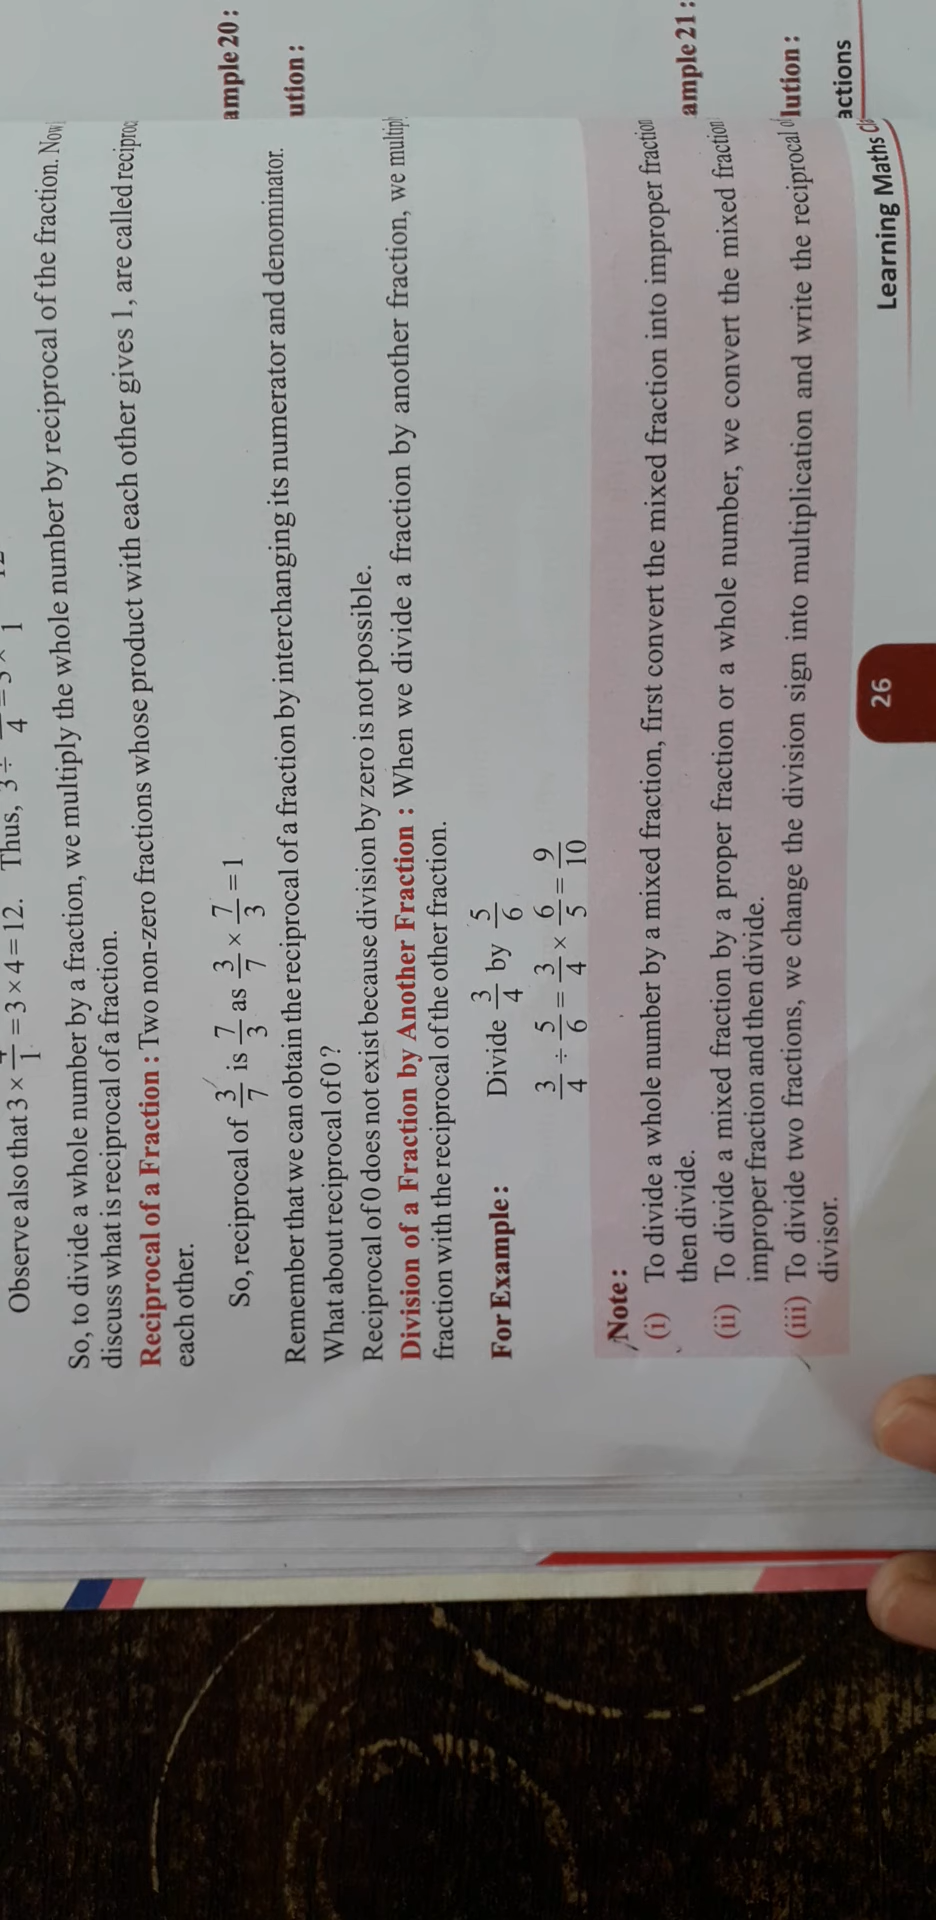 Observe also that 3 × 4/1 = 3 × 4 = 12. Thus, 3 ÷
So, to divide a whole number by a fraction, we multiply the whole number by reciprocal of the fraction. Now
discuss what is reciprocal of a fraction.
Reciprocal of a Fraction : Two non-zero fractions whose product with each other gives 1, are called
each other.
So, reciprocal of 3/7 is 7/3 as 3/7 × 7/3 = 1
Remember that we can obtain the reciprocal of a fraction by interchanging its numerator and denominator.
What about reciprocal of 0 ?
Reciprocal of 0 does not exist because division by zero is not possible.
Division of a Fraction by Another Fraction : When we divide a fraction by another fraction, we
fraction with the reciprocal of the other fraction.
For Example : Divide 3/4 by 5/6
3/4 ÷ 5/6 = 3/4 × 6/5 = 9/10
Note :
(i) To divide a whole number by a mixed fraction, first convert the mixed fraction into improper fraction
then divide.
(ii) To divide a mixed fraction by a proper fraction or a whole number, we convert the mixed fraction
improper fraction and then divide.
(iii) To divide two fractions, we change the division sign into multiplication and write the reciprocal of
divisor.
26
Learning Maths
ample 20 :
ution :
ample 21 :
lution :
actions